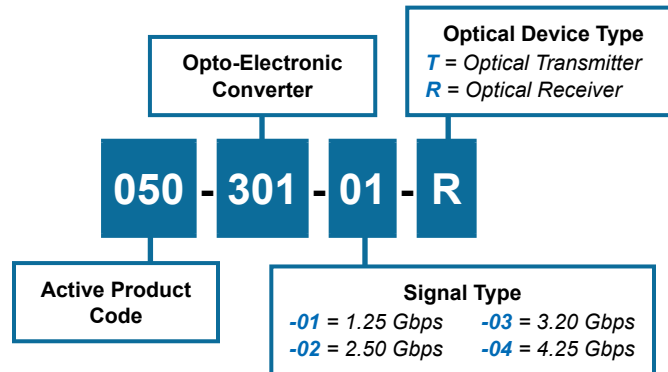 Optical Device Type
T = Optical Transmitter
R = Optical Receiver
Opto-Electronic
Converter
050 - 301 - 01 - R
Active Product
Code
Signal Type
-01 = 1.25 Gbps -03 = 3.20 Gbps
-02 = 2.50 Gbps -04 = 4.25 Gbps